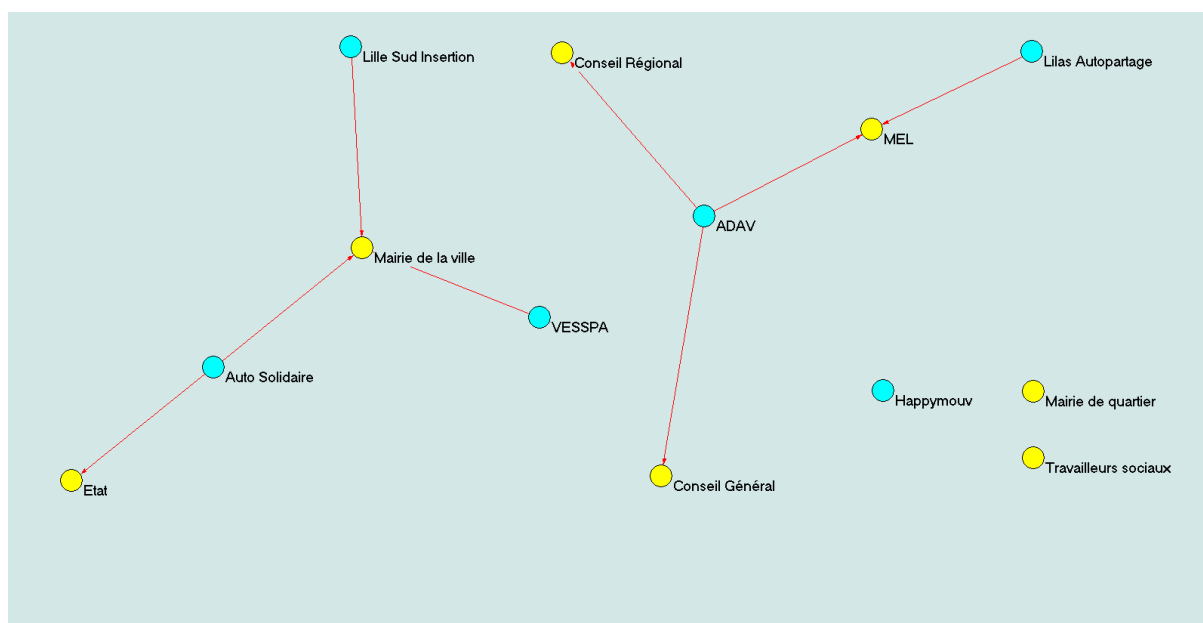 Lille Sud Insertion
Conseil Régional
Lilas Autopartage
MEL
ADAV
Mairie de la ville
VESSPA
Auto Solidaire
Happymouv
Mairie de quartier
Travailleurs sociaux
Etat
Conseil Général